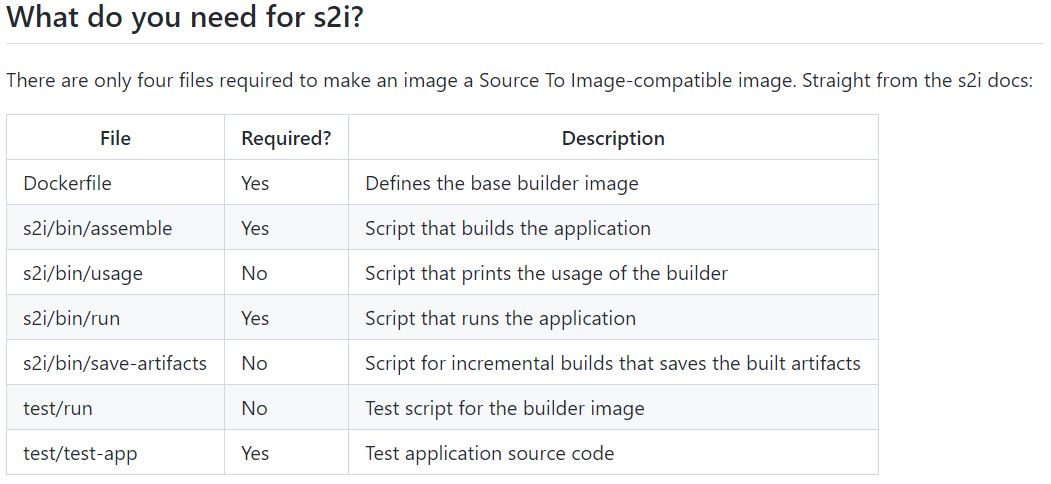 What do you need for s2i?
There are only four files required to make an image a Source To Image-compatible image. Straight from the s2i docs:
File Required? Description
Dockerfile Yes Defines the base builder image
s2i/bin/assemble Yes Script that builds the application
s2i/bin/usage No Script that prints the usage of the builder
s2i/bin/run Yes Script that runs the application
s2i/bin/save-artifacts No Script for incremental builds that saves the built artifacts
test/run No Test script for the builder image
test/test-app Yes Test application source code